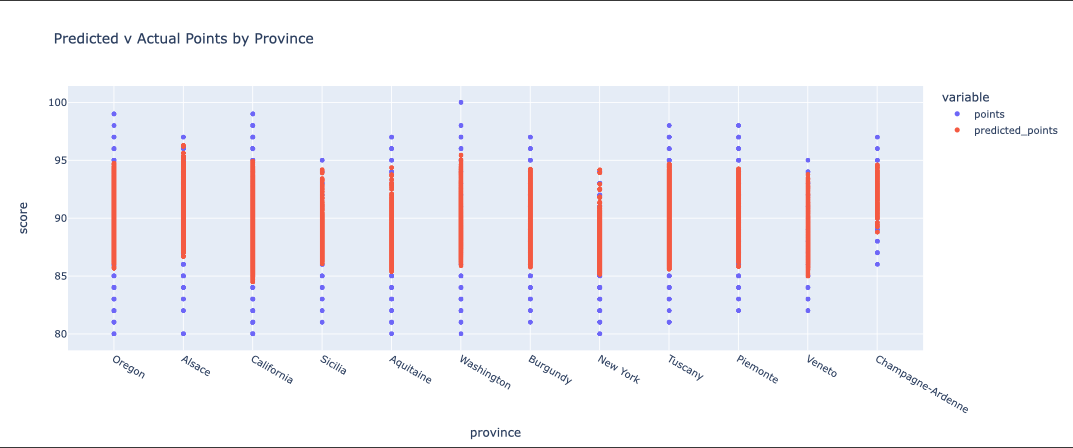 Predicted v Actual Points by Province
variable
points
predicted_points
score
100
95
90
85
80
Oregon
Alsace
California
Sicilia
Aquitaine
Washington
Burgundy
New York
Tuscany
Piemonte
Veneto
Champagne-Ardenne
province